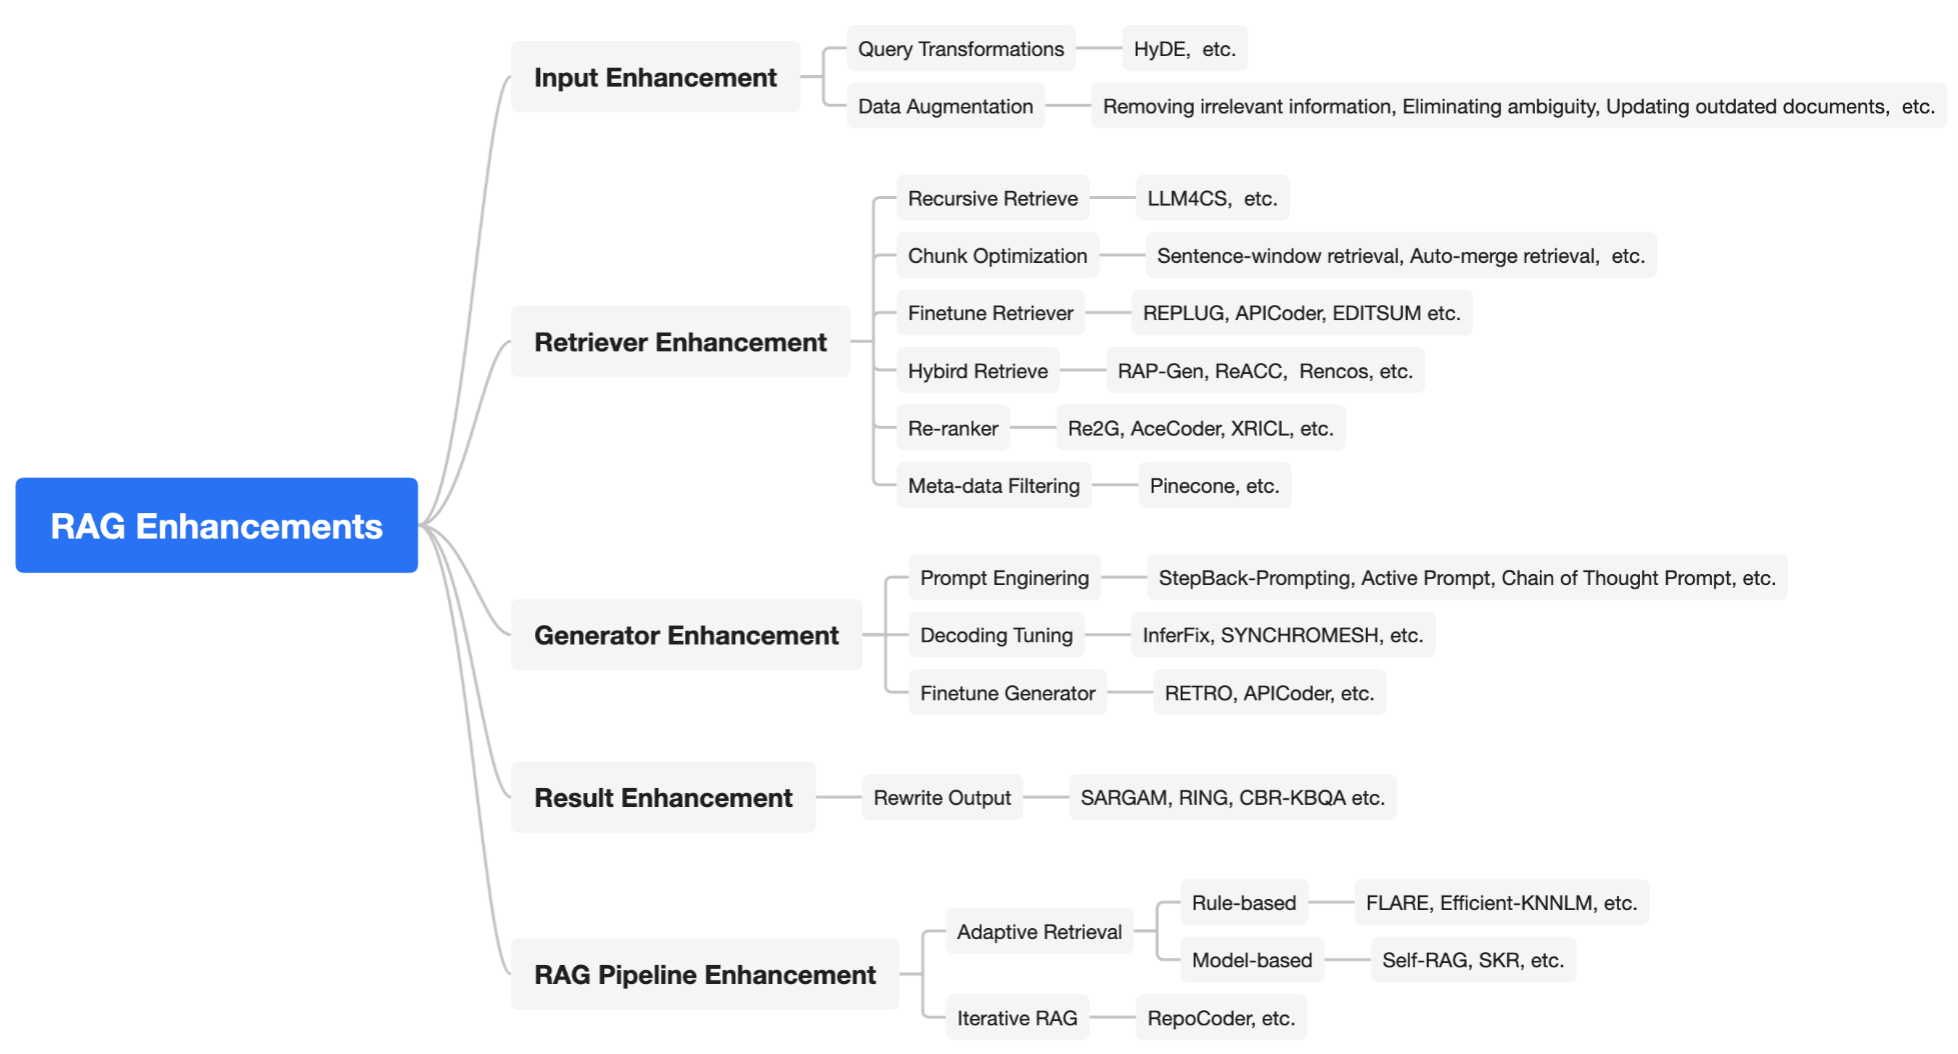 RAG Enhancements
Input Enhancement
Query Transformations
HyDE, etc.
Data Augmentation
Removing irrelevant information, Eliminating ambiguity, Updating outdated documents, etc.
Retriever Enhancement
Recursive Retrieve
LLM4CS, etc.
Chunk Optimization
Sentence-window retrieval, Auto-merge retrieval, etc.
Finetune Retriever
REPLUG, APICoder, EDITSUM etc.
Hybird Retrieve
RAP-Gen, ReACC, Rencos, etc.
Re-ranker
Re2G, AceCoder, XRICL, etc.
Meta-data Filtering
Pinecone, etc.
Generator Enhancement
Prompt Enginering
StepBack-Prompting, Active Prompt, Chain of Thought Prompt, etc.
Decoding Tuning
InferFix, SYNCHROMESH, etc.
Finetune Generator
RETRO, APICoder, etc.
Result Enhancement
Rewrite Output
SARGAM, RING, CBR-KBQA etc.
RAG Pipeline Enhancement
Adaptive Retrieval
Rule-based
FLARE, Efficient-KNNLM, etc.
Model-based
Self-RAG, SKR, etc.
Iterative RAG
RepoCoder, etc.